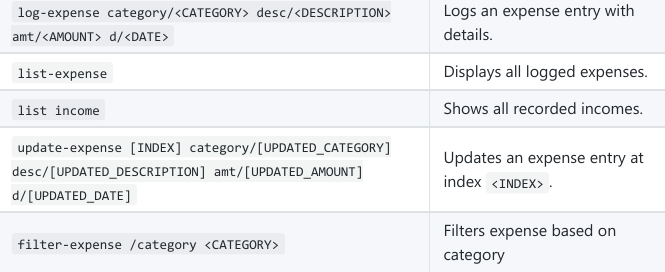 log-expense category/<CATEGORY> desc/<DESCRIPTION>
amt/<AMOUNT> d/<DATE>
Logs an expense entry with
details.
list-expense
Displays all logged expenses.
list income
Shows all recorded incomes.
update-expense [INDEX] category/[UPDATED_CATEGORY]
desc/[UPDATED_DESCRIPTION] amt/[UPDATED_AMOUNT]
d/[UPDATED_DATE]
Updates an expense entry at
index <INDEX>.
filter-expense /category <CATEGORY>
Filters expense based on
category